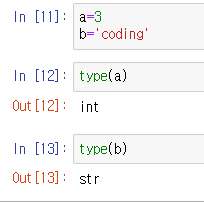 In [11]: a=3
b='coding'
In [12]: type(a)
Out[12]: int
In [13]: type(b)
Out[13]: str